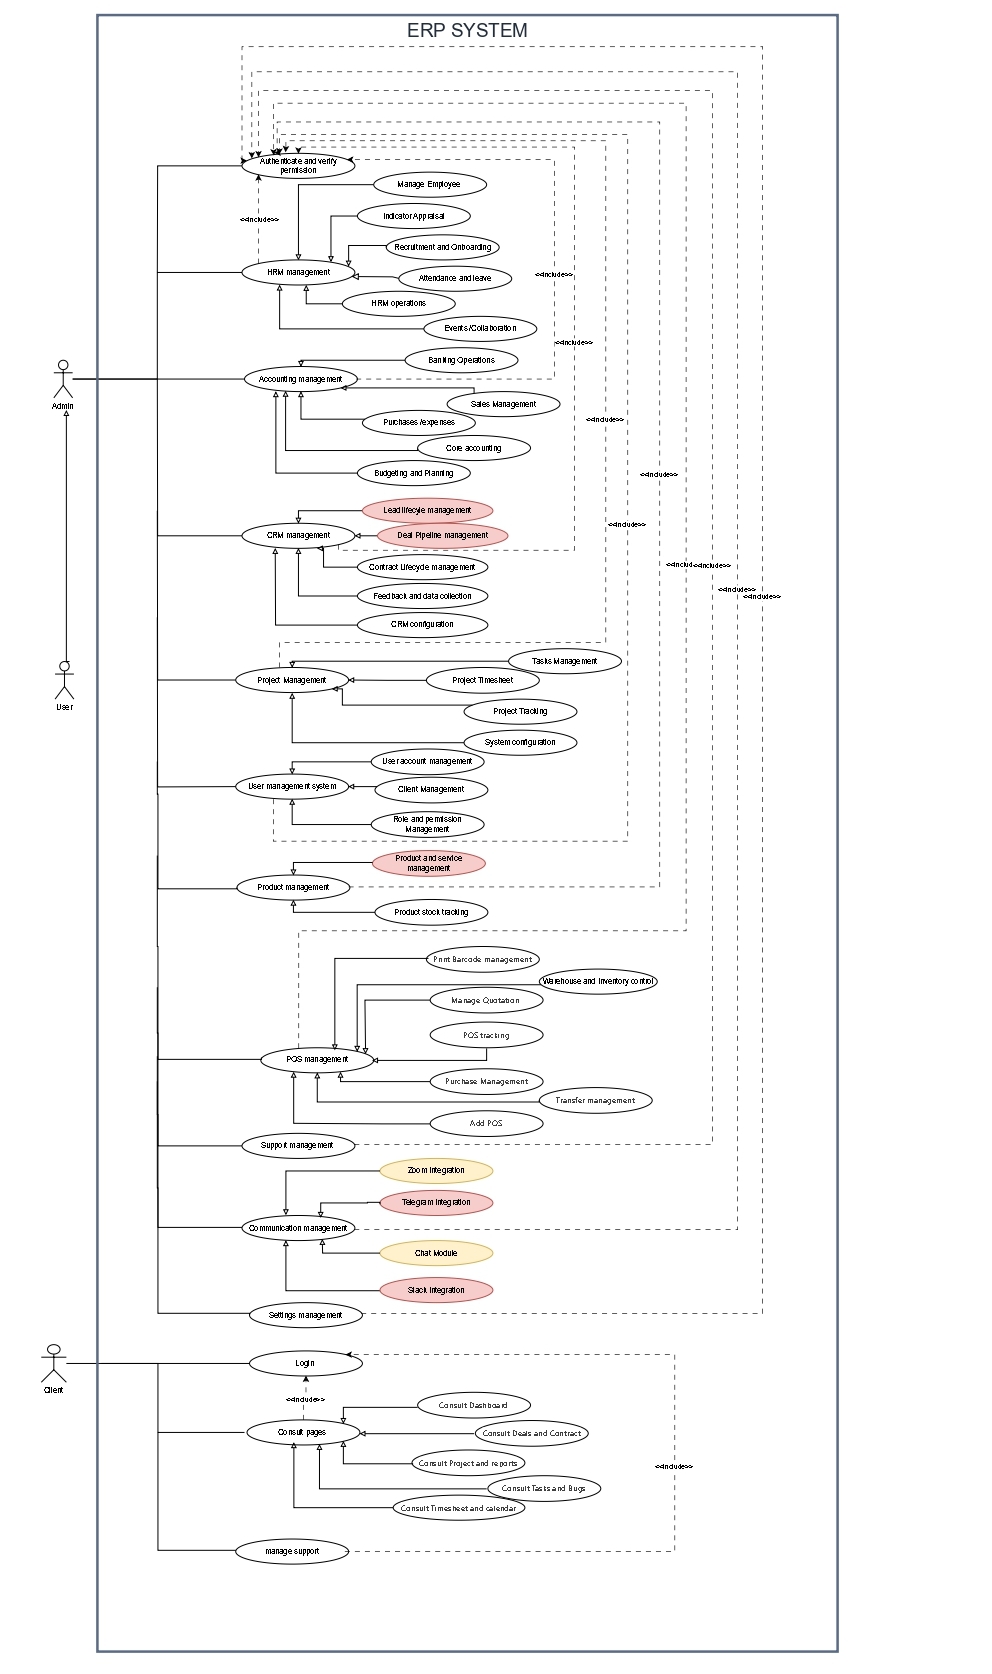 ERP SYSTEM
Authenticate and verify
permission
Manage Employee
<<include>>
Indicator Appraisal
Recruitment and Onboarding
HRM management
Attendance and leave
<<include>>
HRM operations
Events /Collaboration
<<include>>
Banking Operations
Accounting management
Admin
Sales Management
Purchases /expenses
<<include>>
Core accounting
Budgeting and Planning
<<include>>
Lead lifecyle management
<<include>>
CRM management
Deal Pipeline management
Contract Lifecycle management
<<includ
<<include>>
Feedback and data collection
<<include>>
<<include>>
CRM configuration
Tasks Management
Project Management
Project Timesheet
User
Project Tracking
System configuration
User account management
User management system
Client Management
Role and permission
Management
Product and service
management
Product management
Product stock tracking
Print Barcode management
Warehouse and Inventory control
Manage Quotation
POS tracking
POS management
Purchase Management
Transfer management
Add POS
Support management
Zoom Integration
Telegram Integration
Communication management
Chat Module
Slack Integration
Settings management
Login
Client
<<include>>
Consult Dashboard
Consult pages
Consult Deals and Contract
Consult Project and reports
<<include>>
Consult Tasks and Bugs
Consult Timesheet and calendar
manage support